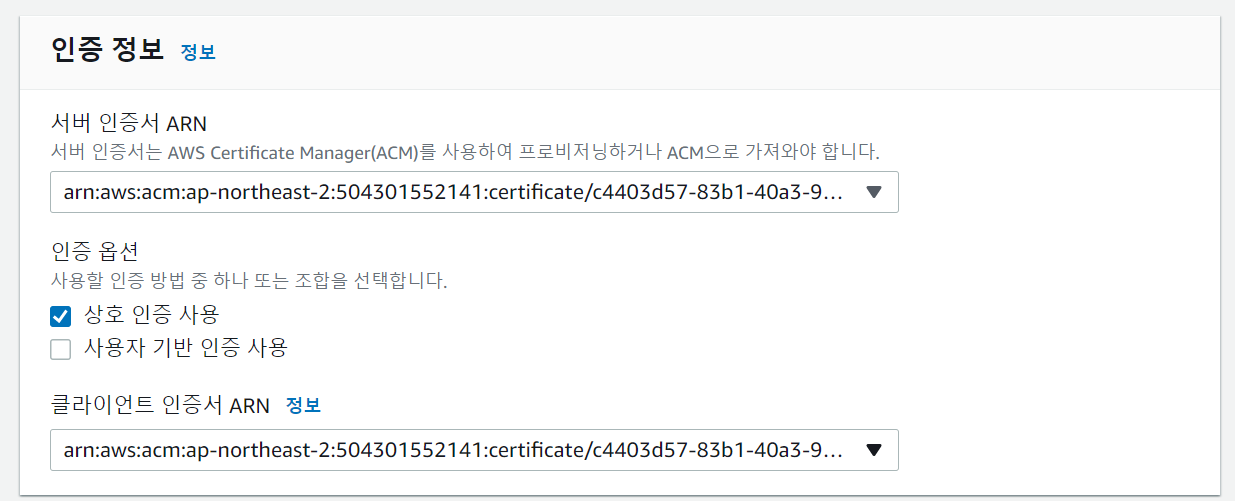 인증 정보 정보
서버 인증서 ARN
서버 인증서는 AWS Certificate Manager(ACM)를 사용하여 프로비저닝하거나 ACM으로 가져와야 합니다.
arn:aws:acm:ap-northeast-2:504301552141:certificate/c4403d57-83b1-40a3-9...
인증 옵션
사용할 인증 방법 중 하나 또는 조합을 선택합니다.
상호 인증 사용
사용자 기반 인증 사용
클라이언트 인증서 ARN 정보
arn:aws:acm:ap-northeast-2:504301552141:certificate/c4403d57-83b1-40a3-9...